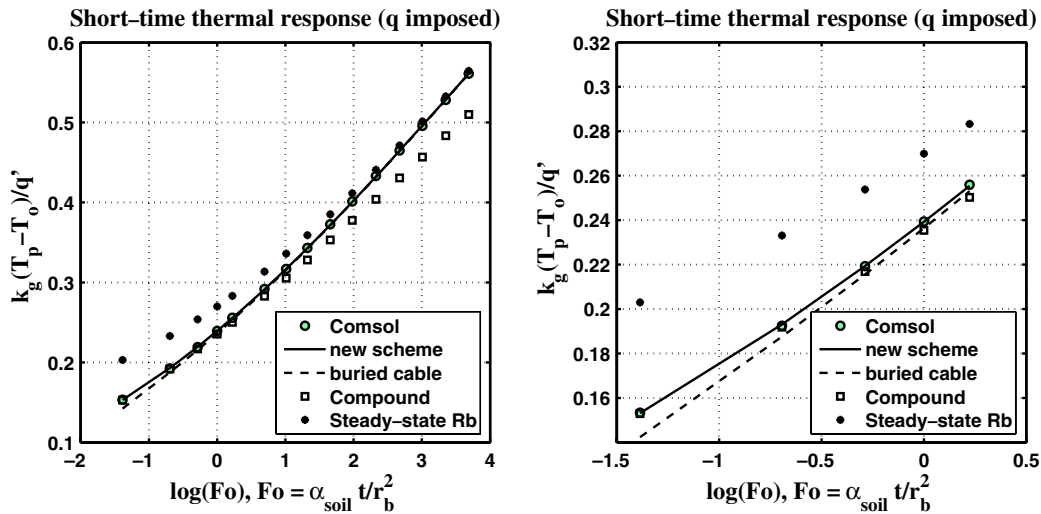 Short−time thermal response (q imposed)
0.6
0.5
0.4
0.3
0.2
0.1
k_g(T_p−T_o)/q'
Comsol
new scheme
buried cable
Compound
Steady−state Rb
−2 −1 0 1 2 3 4
log(Fo), Fo = α_soil t/r_b^2
Short−time thermal response (q imposed)
0.32
0.3
0.28
0.26
0.24
0.22
0.2
0.18
0.16
k_g(T_p−T_o)/q'
Comsol
new scheme
buried cable
Compound
Steady−state Rb
−1.5 −1 −0.5 0 0.5
log(Fo), Fo = α_soil t/r_b^2